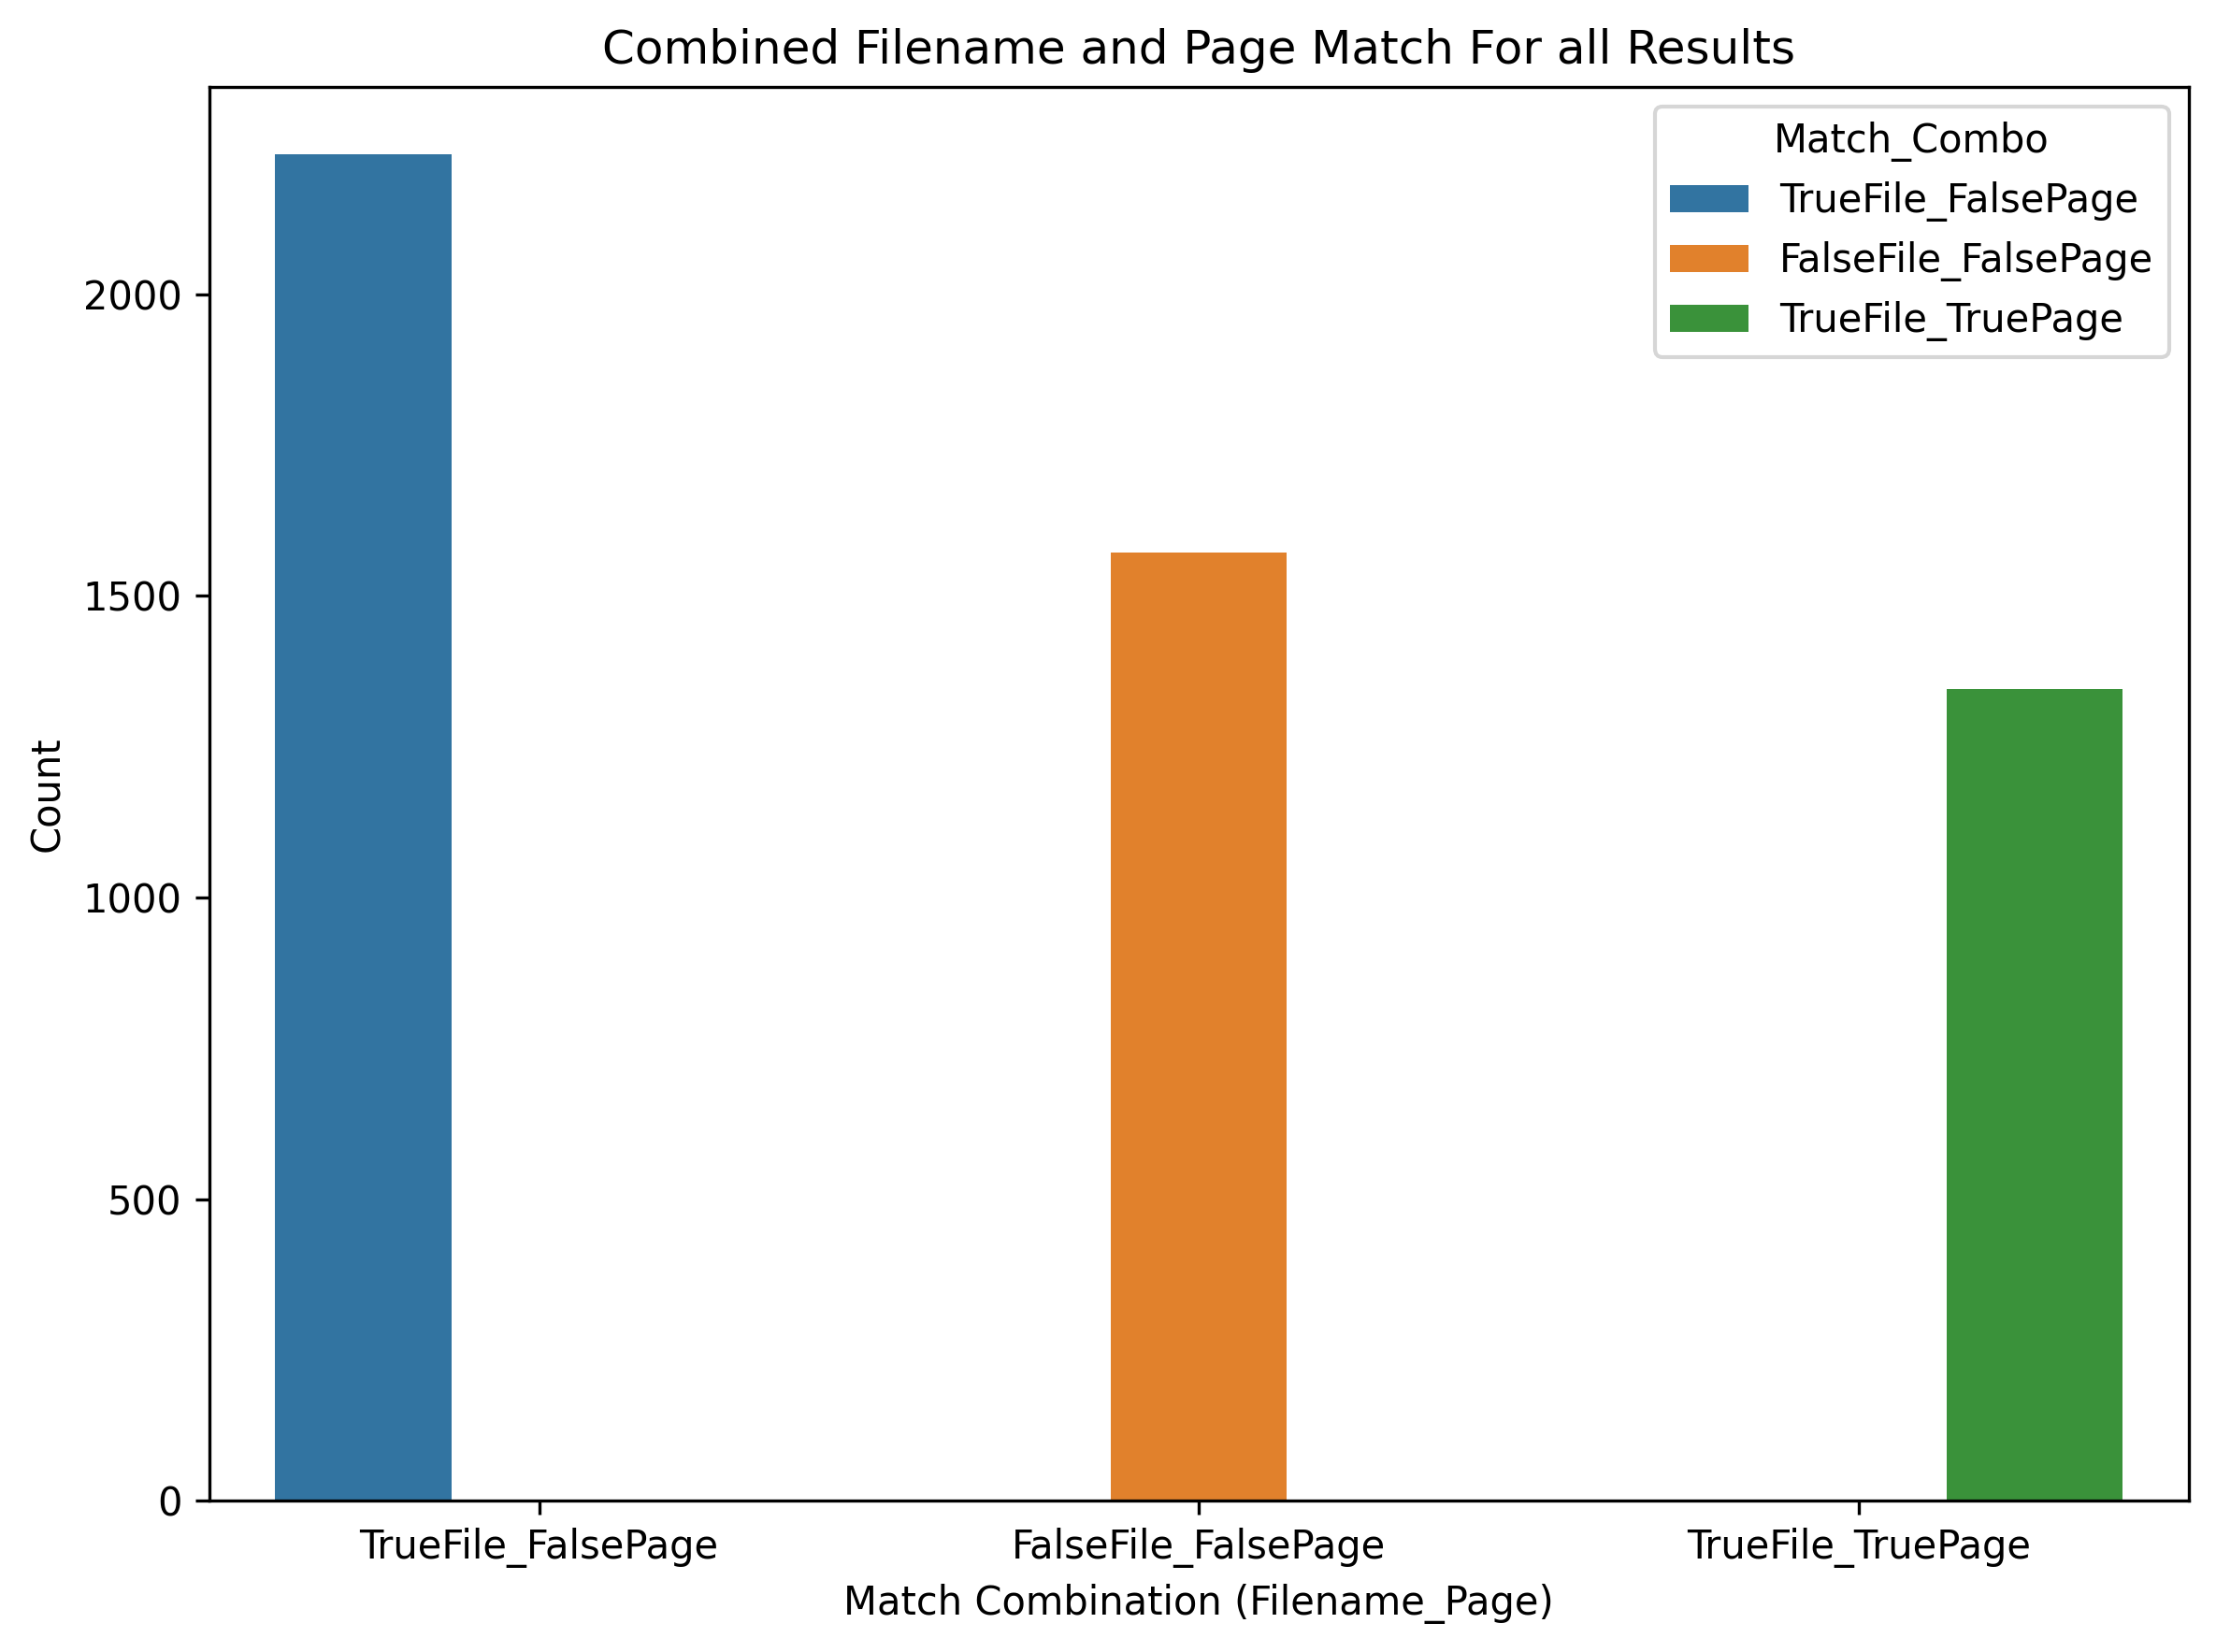 Combined Filename and Page Match For all Results
Match_Combo
TrueFile_FalsePage
FalseFile_FalsePage
TrueFile_TruePage
2000
1500
1000
500
0
Count
TrueFile_FalsePage
FalseFile_FalsePage
TrueFile_TruePage
Match Combination (Filename_Page)